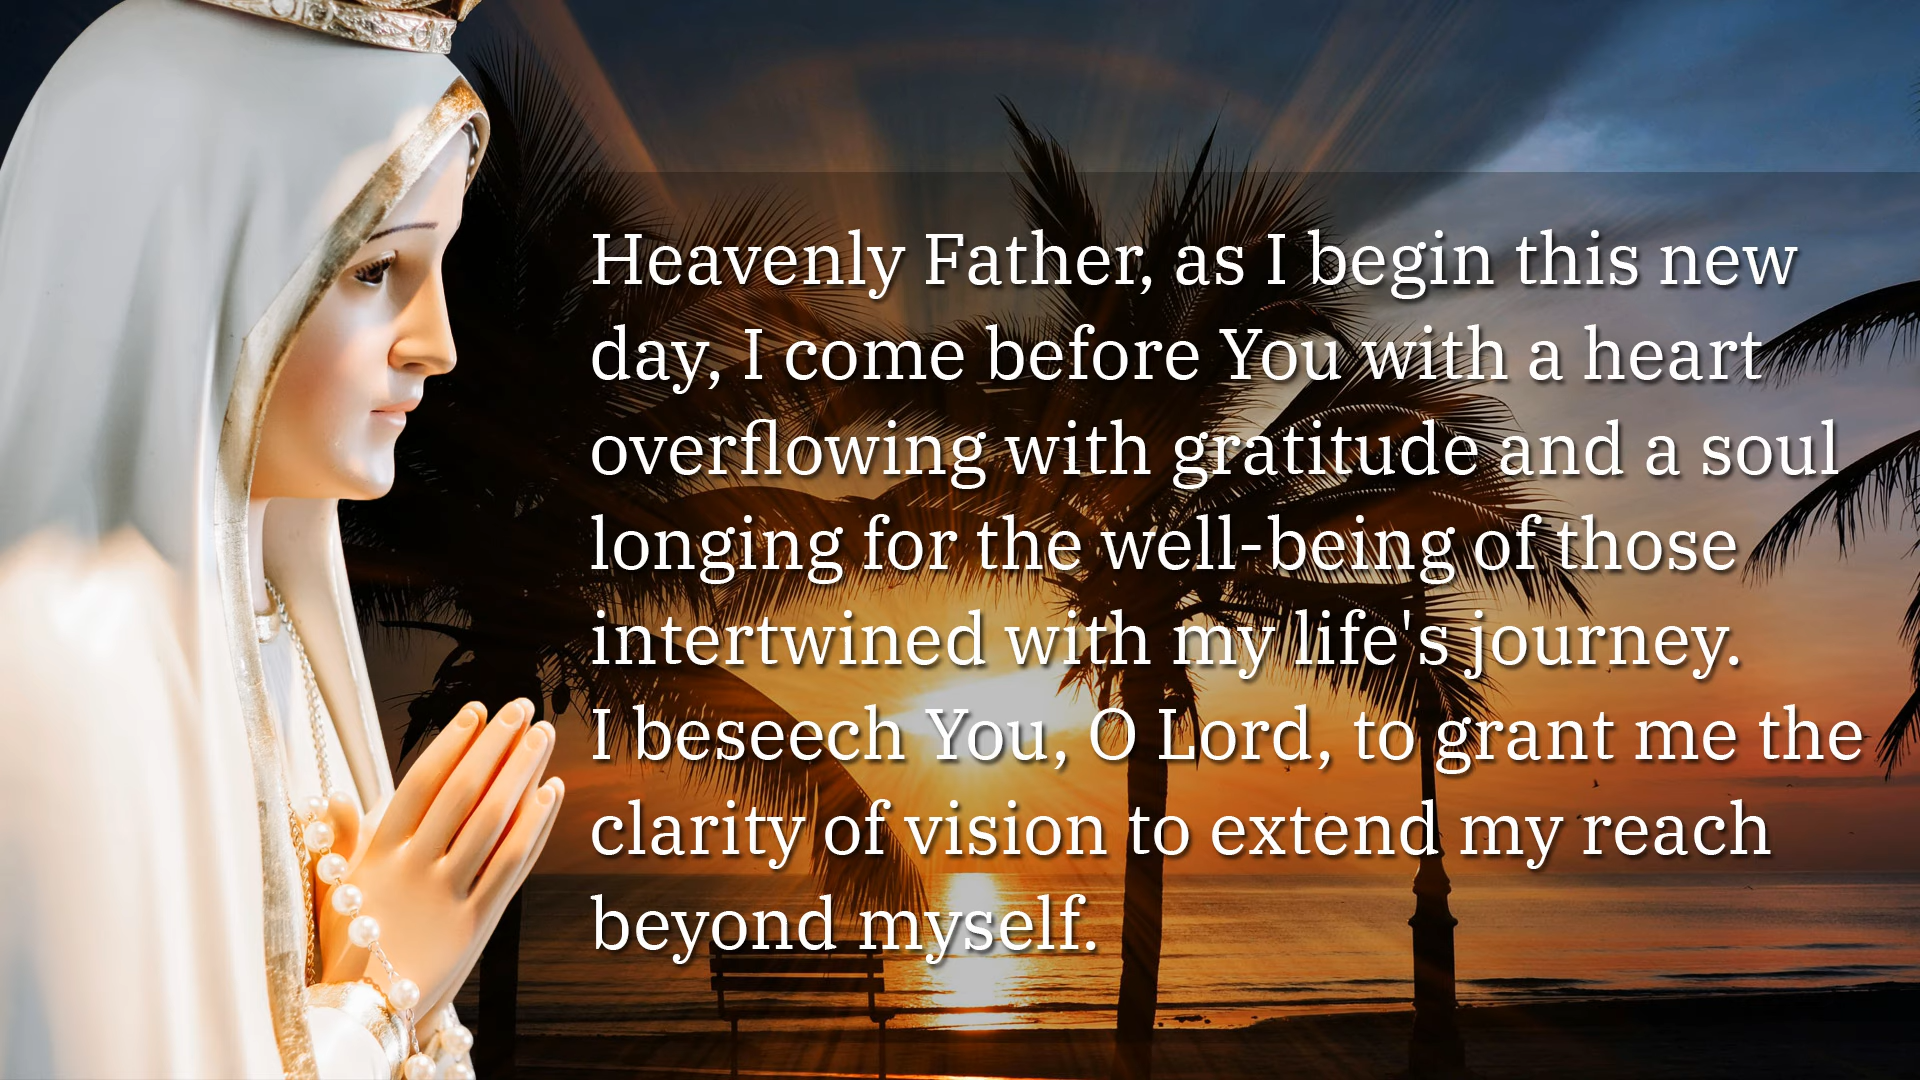 Heavenly Father, as I begin this new
day, I come before You with a heart
overflowing with gratitude and a soul
longing for the well-being of those
intertwined with my life's journey.
I beseech You, O Lord, to grant me the
clarity of vision to extend my reach
beyond myself.